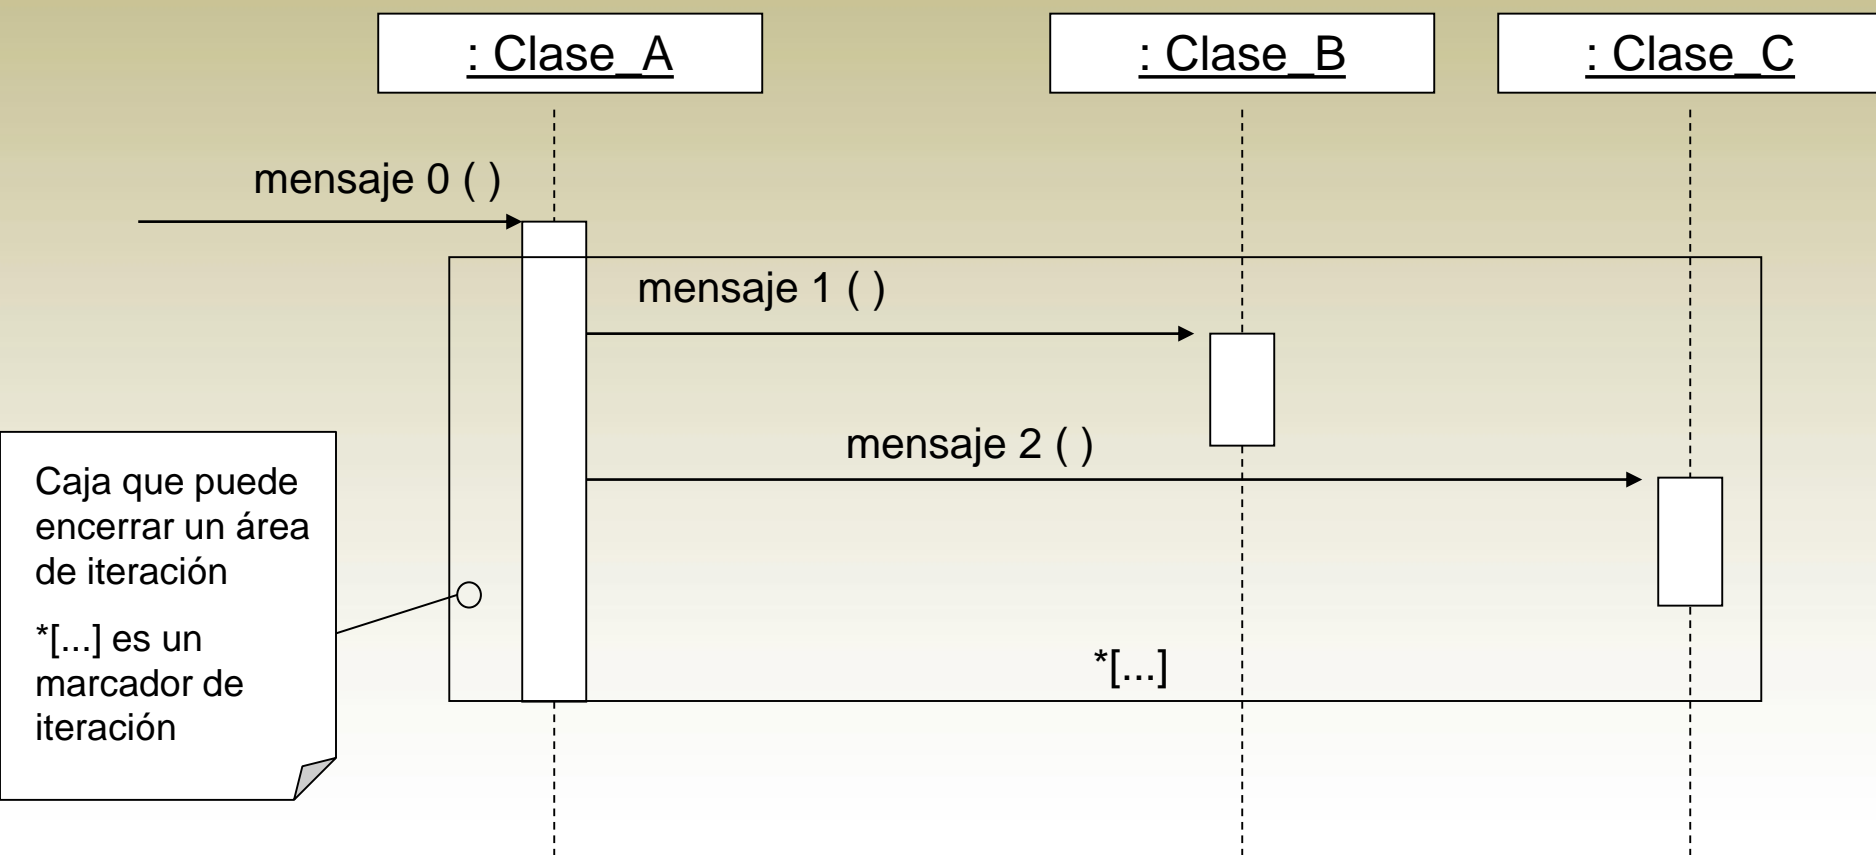 : Clase_A
: Clase_B
: Clase_C
mensaje 0 ( )
mensaje 1 ( )
mensaje 2 ( )
Caja que puede
encerrar un área
de iteración
*[...] es un
marcador de
iteración
*[...]